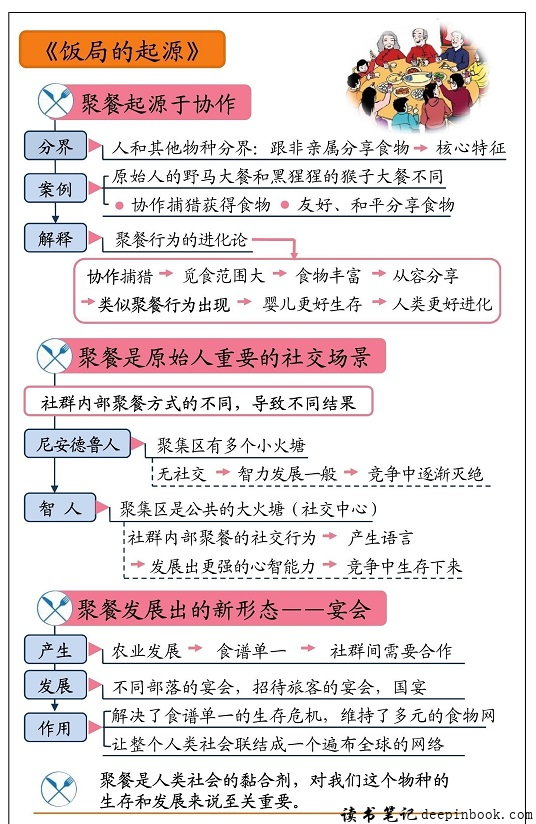 《饭局的起源》
聚餐起源于协作
分界
人和其他物种分界：跟非亲属分享食物➡核心特征
案例
原始人的野马大餐和黑猩猩的猴子大餐不同
●协作捕猎获得食物 ●友好、和平分享食物
解释
聚餐行为的进化论
协作捕猎➡觅食范围大➡食物丰富➡从容分享
➡类似聚餐行为出现➡婴儿更好生存➡人类更好进化
聚餐是原始人重要的社交场景
社群内部聚餐方式的不同，导致不同结果
尼安德鲁人
聚集区有多个小火塘
无社交➡智力发展一般➡竞争中逐渐灭绝
智人
聚集区是公共的大火塘（社交中心）
社群内部聚餐的社交行为➡产生语言
➡发展出更强的心智能力➡竞争中生存下来
聚餐发展出的新形态——宴会
产生
农业发展➡食谱单一➡社群间需要合作
发展
不同部落的宴会，招待旅客的宴会，国宴
作用
解决了食谱单一的生存危机，维持了多元的食物网
让整个人类社会联结成一个遍布全球的网络
聚餐是人类社会的黏合剂，对我们这个物种的
生存和发展来说至关重要。
读书笔记deepinbook.com